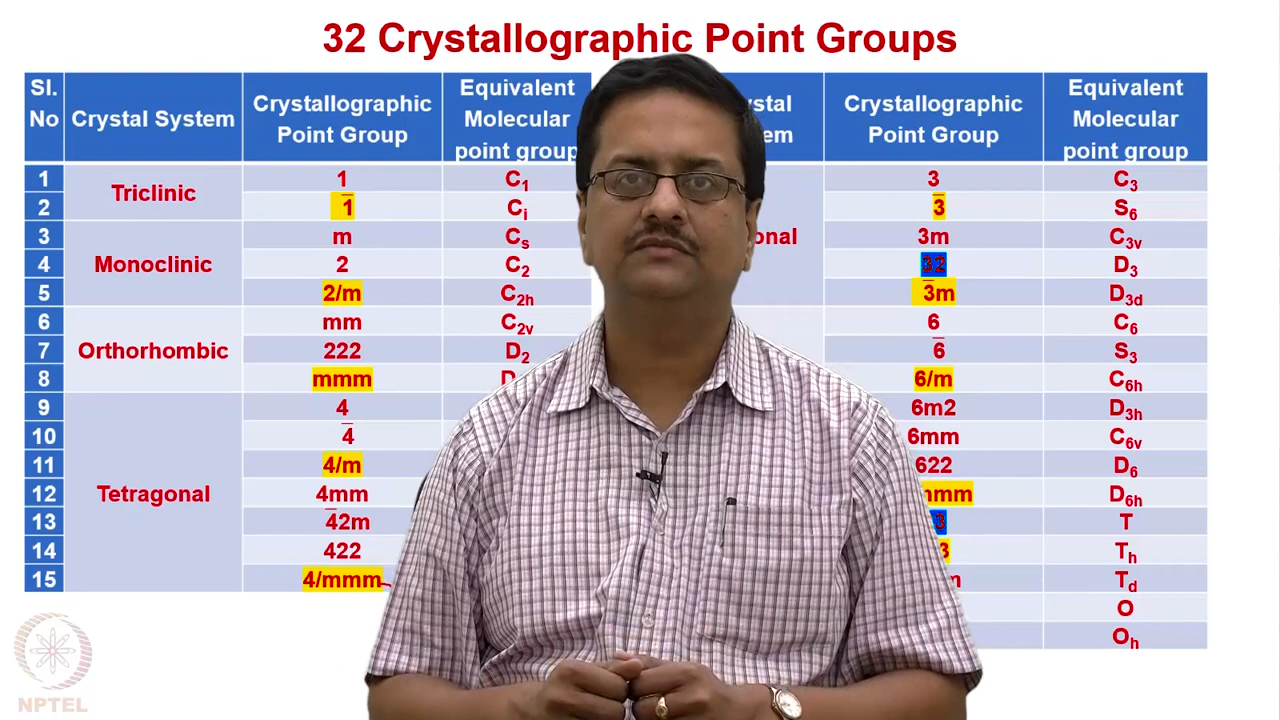 32 Crystallographic Point Groups
Sl. No Crystal System Crystallographic Point Group Equivalent Molecular point group
1 Triclinic 1 C₁
2 1̅ Cᵢ
3 Monoclinic m Cₛ
4 2 C₂
5 2/m C₂ₕ
6 Orthorhombic mm C₂ᵥ
7 222 D₂
8 mmm
9 Tetragonal 4
10 4̅
11 4/m
12 4mm
13 4̅2m
14 422
15 4/mmm
Crystallographic Point Group Equivalent Molecular point group
3 C₃
3̅ S₆
3m C₃ᵥ
32 D₃
3̅m D₃d
6 C₆
6̅ S₃
6/m C₆ₕ
6m2 D₃ₕ
6mm C₆ᵥ
622 D₆
D₆ₕ
T
Tₕ
Td
O
Oₕ
NPTEL